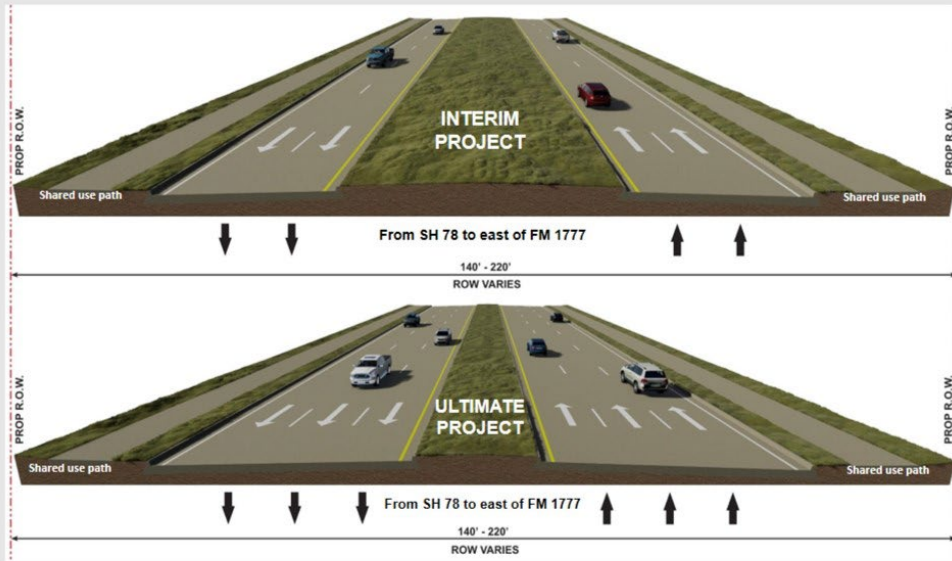 PROP R.O.W.
PROP R.O.W.
INTERIM
PROJECT
Shared use path
Shared use path
From SH 78 to east of FM 1777
140' - 220'
ROW VARIES
PROP R.O.W.
PROP R.O.W.
ULTIMATE
PROJECT
Shared use path
Shared use path
From SH 78 to east of FM 1777
140' - 220'
ROW VARIES